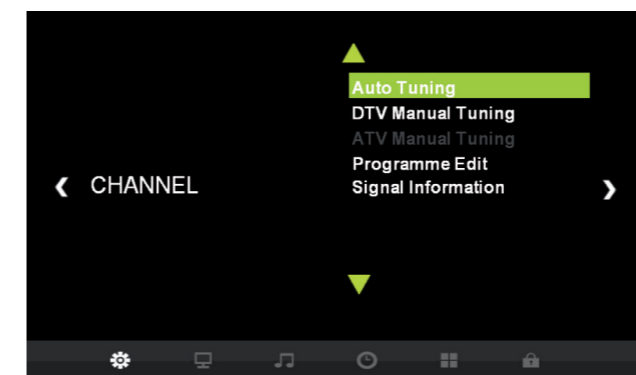 Auto Tuning
DTV Manual Tuning
ATV Manual Tuning
Programme Edit
CHANNEL
Signal Information